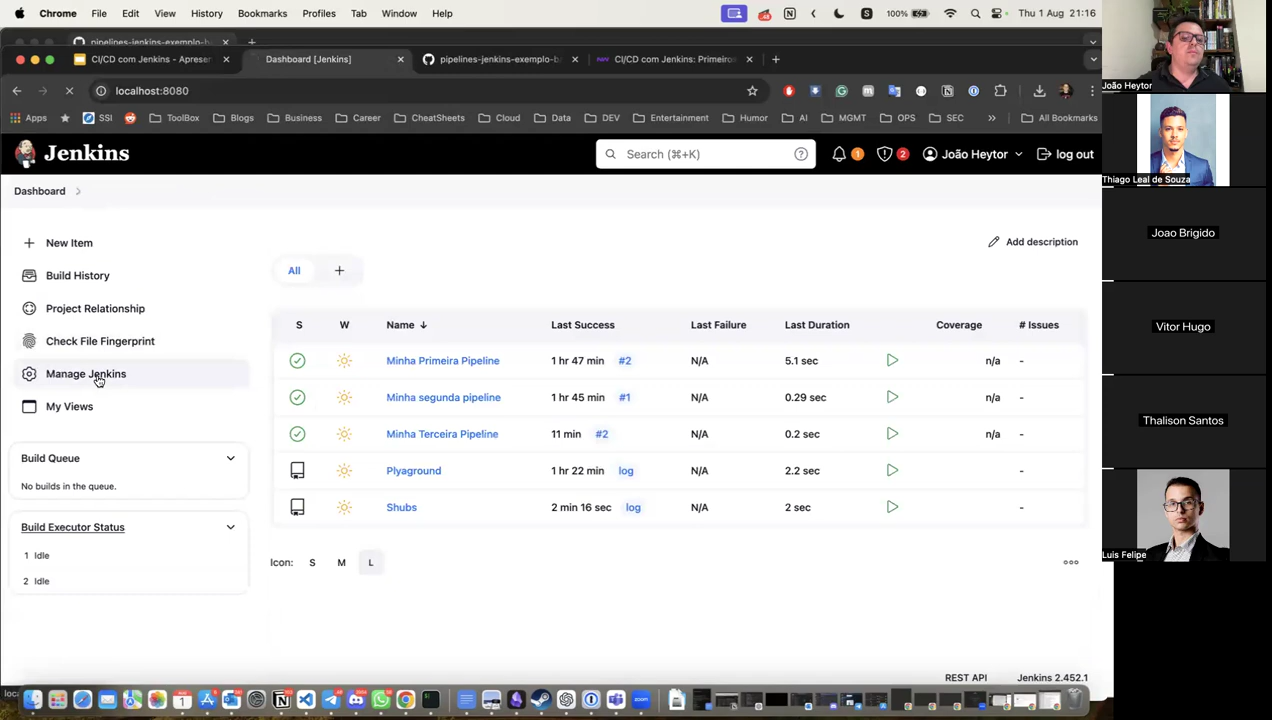 Chrome File Edit View History Bookmarks Profiles Tab Window Help 100% Thu 1 Aug 21:16
pipelines-jenkins-exemplo-b
CI/CD com Jenkins - Aprese
Dashboard [Jenkins]
pipelines-jenkins-exemplo-b
CI/CD com Jenkins: Primeiro
localhost:8080
Apps SSI ToolBox Blogs Business Career CheatSheets Cloud Data DEV Entertainment Humor AI MGMT OPS SEC All Bookmarks
Jenkins
Search (⌘+K)
1
2
João Heytor
log out
Dashboard
New Item
Build History
Project Relationship
Check File Fingerprint
Manage Jenkins
My Views
Build Queue
No builds in the queue.
Build Executor Status
1 Idle
2 Idle
Add description
All +
S W Name ↓ Last Success Last Failure Last Duration Coverage # Issues
Minha Primeira Pipeline 1 hr 47 min #2 N/A 5.1 sec n/a -
Minha segunda pipeline 1 hr 45 min #1 N/A 0.29 sec n/a -
Minha Terceira Pipeline 11 min #2 N/A 0.2 sec n/a -
Plyaground 1 hr 22 min log N/A 2.2 sec -
Shubs 2 min 16 sec log N/A 2 sec -
Icon: S M L
REST API Jenkins 2.452.1
João Heytor
Thiago Leal de Souza
Joao Brigido
Vitor Hugo
Thalison Santos
Luis Felipe